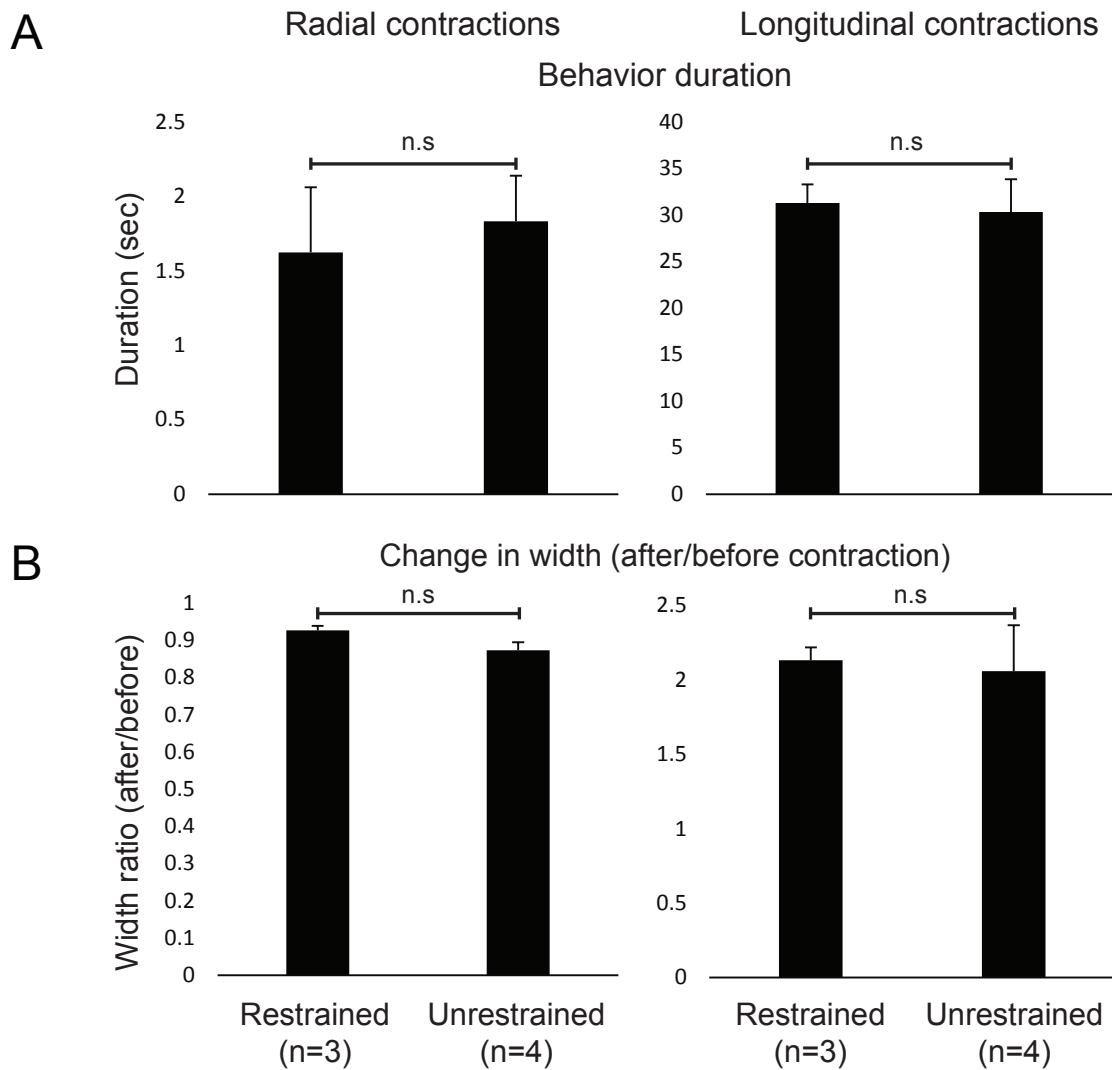 A
Radial contractions
Longitudinal contractions
Behavior duration
Duration (sec)
2.5
2
1.5
1
0.5
0
n.s
40
35
30
25
20
15
10
5
0
n.s
B
Change in width (after/before contraction)
Width ratio (after/before)
1
0.9
0.8
0.7
0.6
0.5
0.4
0.3
0.2
0.1
0
n.s
2.5
2
1.5
1
0.5
0
n.s
Restrained
(n=3)
Unrestrained
(n=4)
Restrained
(n=3)
Unrestrained
(n=4)